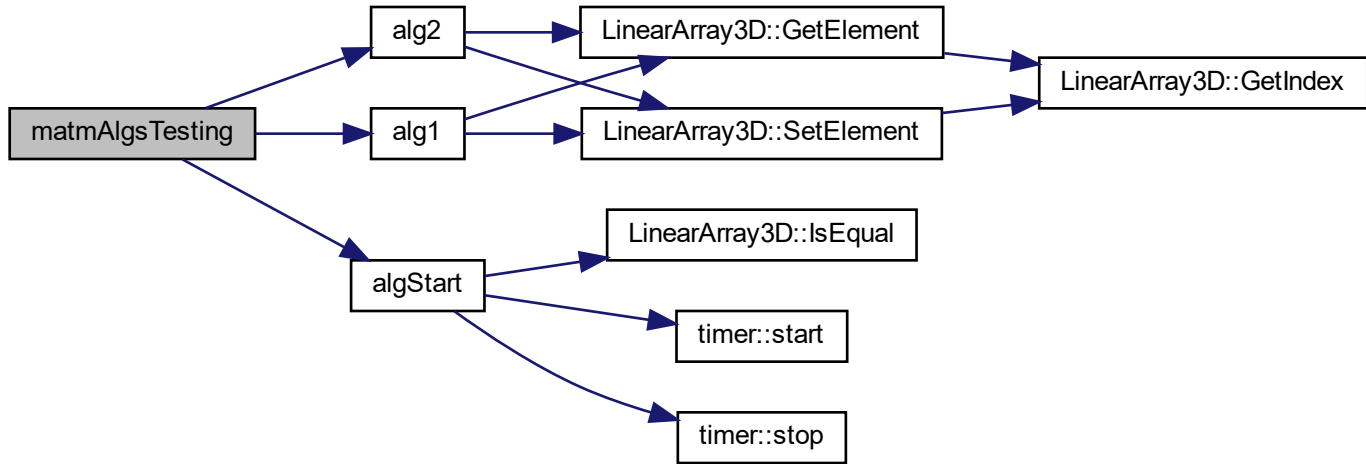 matmAlgsTesting
alg2
alg1
algStart
LinearArray3D::GetElement
LinearArray3D::SetElement
LinearArray3D::GetIndex
LinearArray3D::IsEqual
timer::start
timer::stop